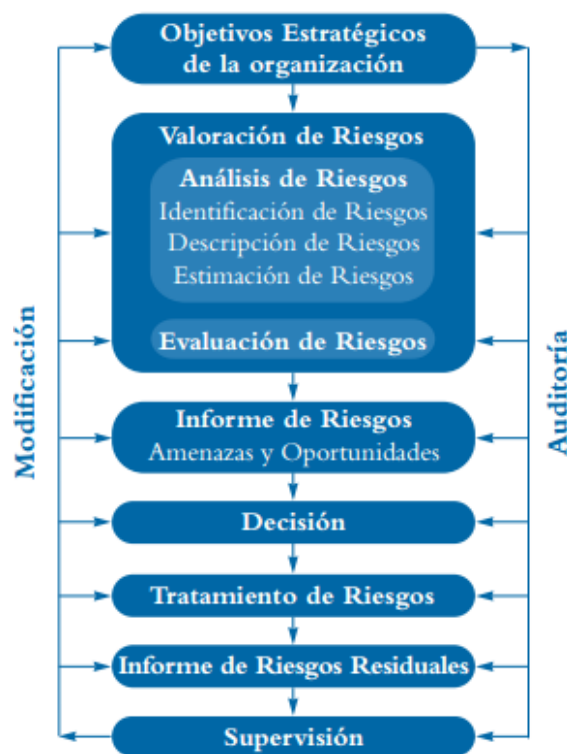 Objetivos Estratégicos
de la organización
Valoración de Riesgos
Análisis de Riesgos
Identificación de Riesgos
Descripción de Riesgos
Estimación de Riesgos
Evaluación de Riesgos
Informe de Riesgos
Amenazas y Oportunidades
Decisión
Tratamiento de Riesgos
Informe de Riesgos Residuales
Supervisión
Modificación
Auditoría